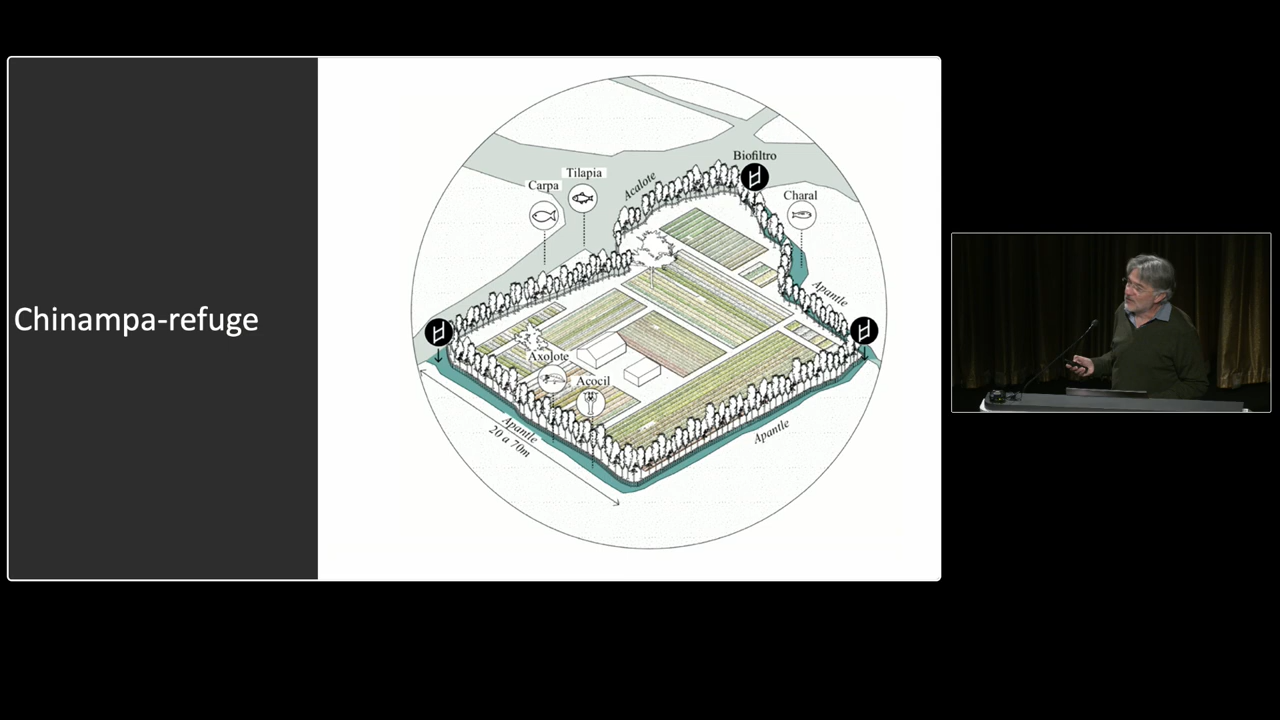 Chinampa-refuge
Biofiltro
Tilapia
Carpa
Acalote
Charal
Apantle
Axolote
Acocil
Apantle
20 a 70m
Apantle